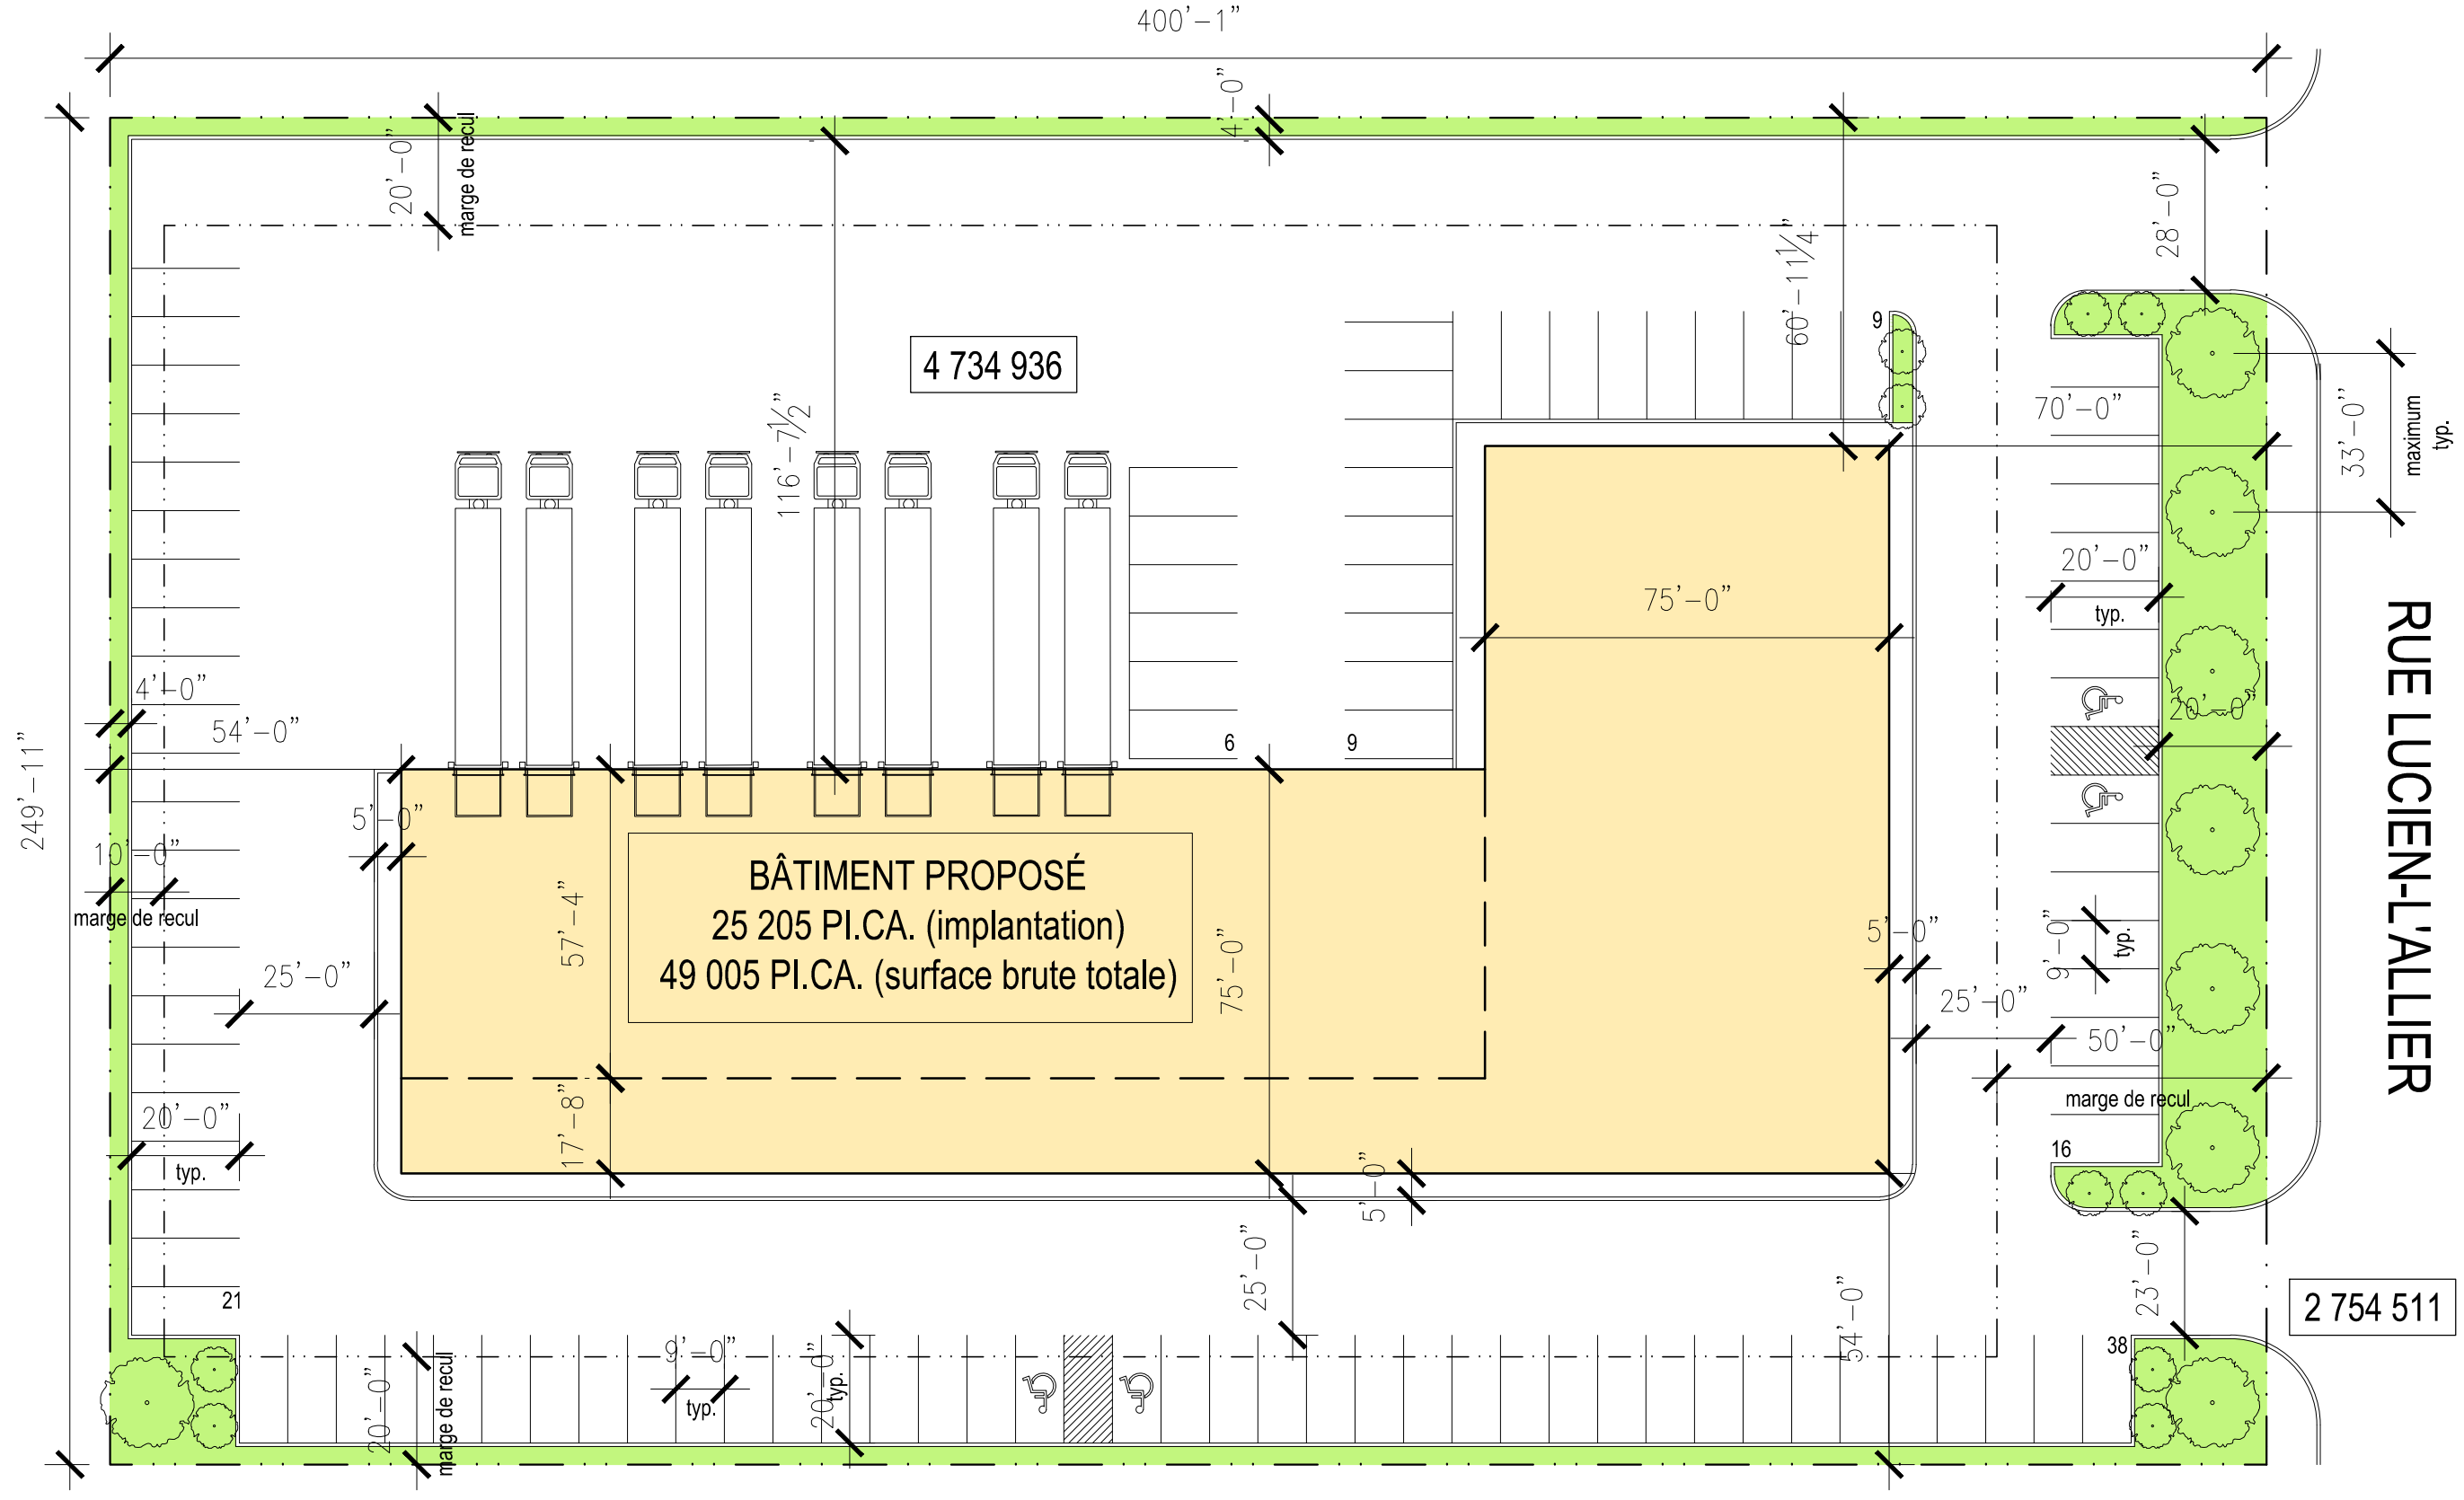 400'-1"
4'-0"
20'-0"
marge de recul
28'-0"
60'-11 1/4"
9
4 734 936
70'-0"
33'-0"
maximum
typ.
116'-7 1/2"
20'-0"
typ.
75'-0"
RUE LUCIEN-L'ALLIER
4'-0"
54'-0"
20'-0"
6
9
249'-11"
5'-0"
10'-0"
marge de recul
57'-4"
BÂTIMENT PROPOSÉ
25 205 PI.CA. (implantation)
49 005 PI.CA. (surface brute totale)
75'-0"
5'-0"
9'-0"
typ.
25'-0"
25'-0"
50'-0"
marge de recul
20'-0"
typ.
17'-8"
5'-0"
16
25'-0"
23'-0"
21
2 754 511
9'-0"
typ.
20'-0"
typ.
54'-0"
38
20'-0"
marge de recul